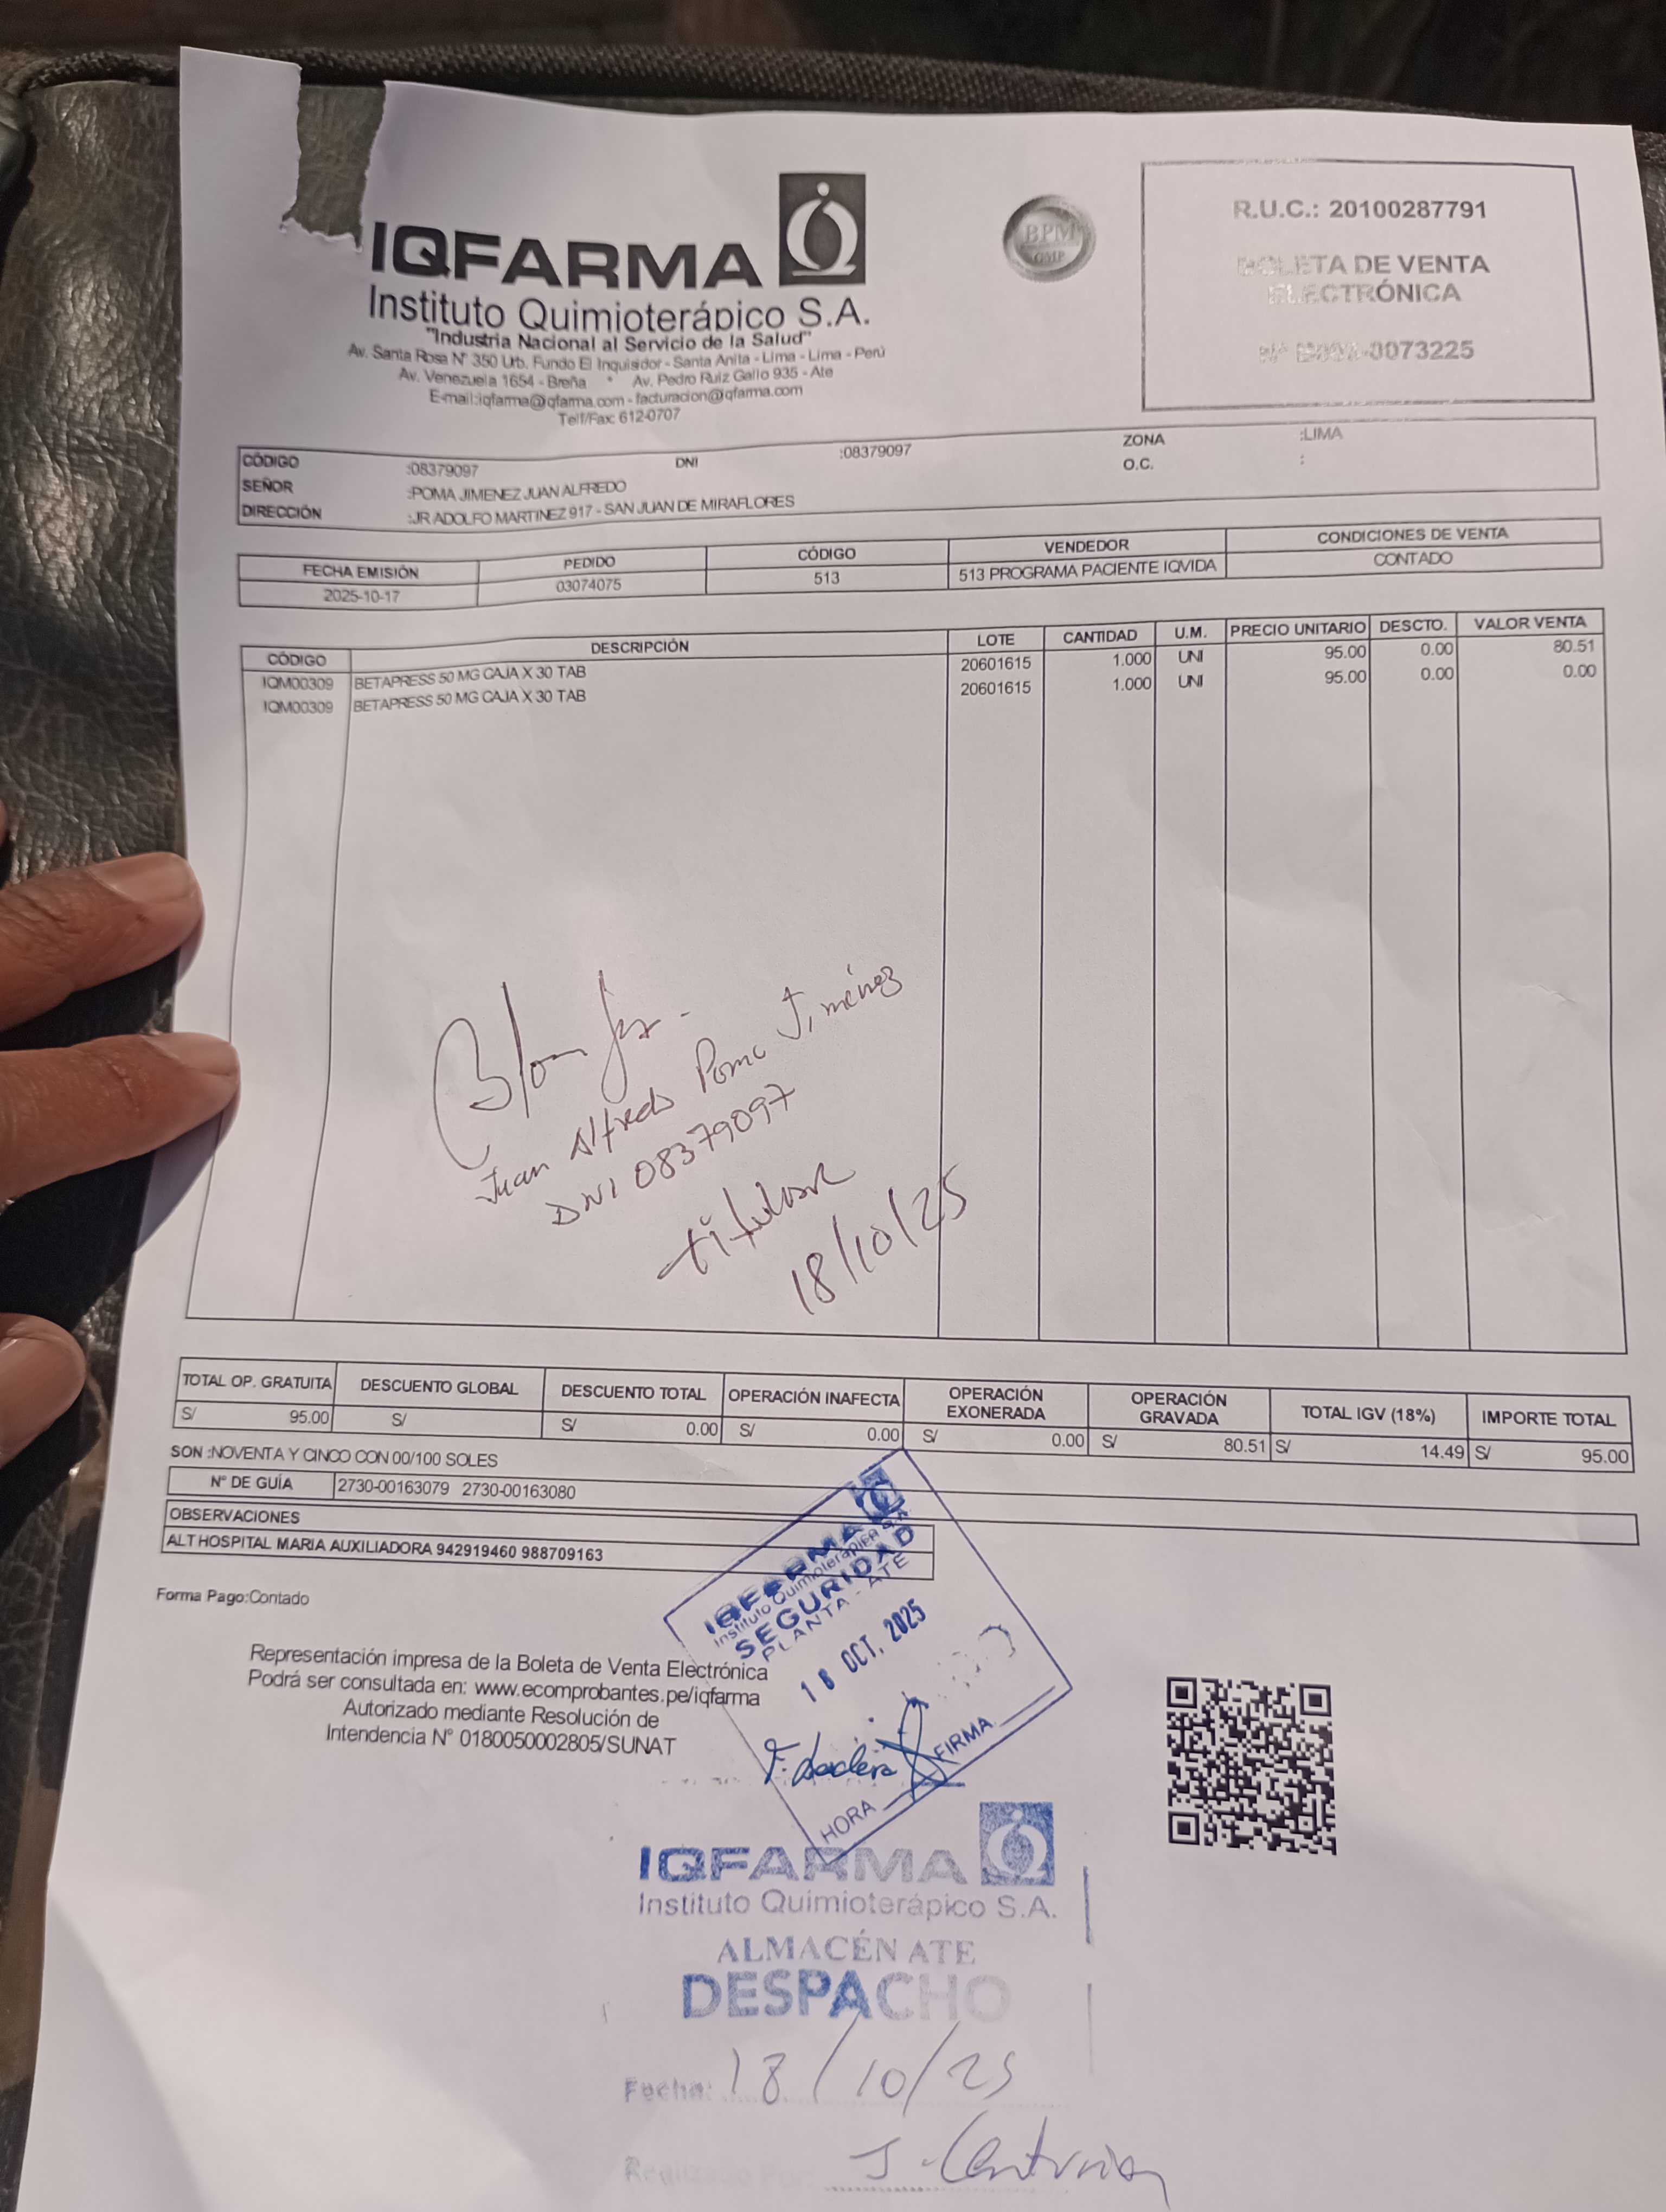 IQFARMA
Instituto Quimioterápico S.A.
"Industria Nacional al Servicio de la Salud"
Av. Santa Rosa N° 350 Urb. Fundo El Inquisidor - Santa Anita - Lima - Lima - Perú
Av. Venezuela 1654 - Breña * Av. Pedro Ruiz Gallo 935 - Ate
E-mail:iqfarma@iqfarma.com - facturacion@iqfarma.com
Telf/Fax: 612-0707
BPM
GMP
R.U.C.: 20100287791
BOLETA DE VENTA
ELECTRÓNICA
-0073225
CÓDIGO :08379097 DNI :08379097 ZONA :LIMA
SEÑOR :POMA JIMENEZ JUAN ALFREDO O.C. :
DIRECCIÓN :JR ADOLFO MARTINEZ 917 - SAN JUAN DE MIRAFLORES
FECHA EMISIÓN PEDIDO CÓDIGO VENDEDOR CONDICIONES DE VENTA
2025-10-17 03074075 513 513 PROGRAMA PACIENTE IQVIDA CONTADO
CÓDIGO DESCRIPCIÓN LOTE CANTIDAD U.M. PRECIO UNITARIO DESCTO. VALOR VENTA
IQM00309 BETAPRESS 50 MG CAJA X 30 TAB 20601615 1.000 UNI 95.00 0.00 80.51
IQM00309 BETAPRESS 50 MG CAJA X 30 TAB 20601615 1.000 UNI 95.00 0.00 0.00
Juan Alfredo Poma Jiménez
DNI 08379097
titular
18/10/25
TOTAL OP. GRATUITA DESCUENTO GLOBAL DESCUENTO TOTAL OPERACIÓN INAFECTA OPERACIÓN EXONERADA OPERACIÓN GRAVADA TOTAL IGV (18%) IMPORTE TOTAL
S/ 95.00 S/ S/ 0.00 S/ 0.00 S/ 0.00 S/ 80.51 S/ 14.49 S/ 95.00
SON :NOVENTA Y CINCO CON 00/100 SOLES
N° DE GUÍA 2730-00163079 2730-00163080
OBSERVACIONES
ALT HOSPITAL MARIA AUXILIADORA 942919460 988709163
Forma Pago:Contado
IQFARMA
Instituto Quimioterápico S.A.
SEGURIDAD
PLANTA - ATE
18 OCT. 2025
HORA FIRMA
Representación impresa de la Boleta de Venta Electrónica
Podrá ser consultada en: www.ecomprobantes.pe/iqfarma
Autorizado mediante Resolución de
Intendencia N° 0180050002805/SUNAT
IQFARMA
Instituto Quimioterápico S.A.
ALMACÉN ATE
DESPACHO
Fecha: 18/10/25
Realizado Por: